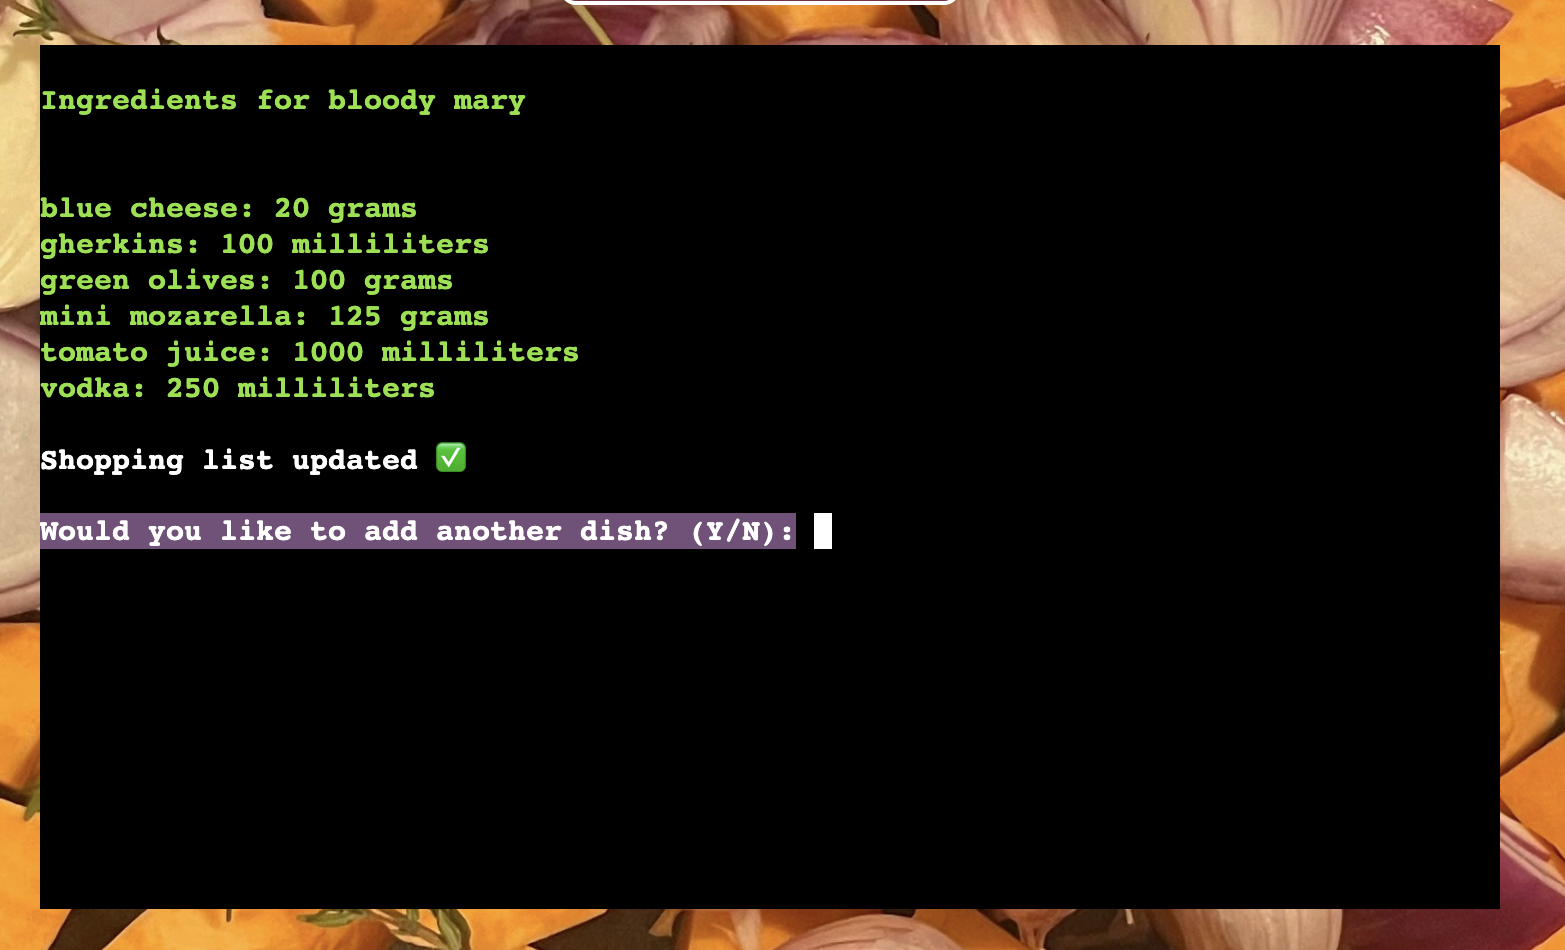 Ingredients for bloody mary
blue cheese: 20 grams
gherkins: 100 milliliters
green olives: 100 grams
mini mozarella: 125 grams
tomato juice: 1000 milliliters
vodka: 250 milliliters
Shopping list updated ✅
Would you like to add another dish? (Y/N):